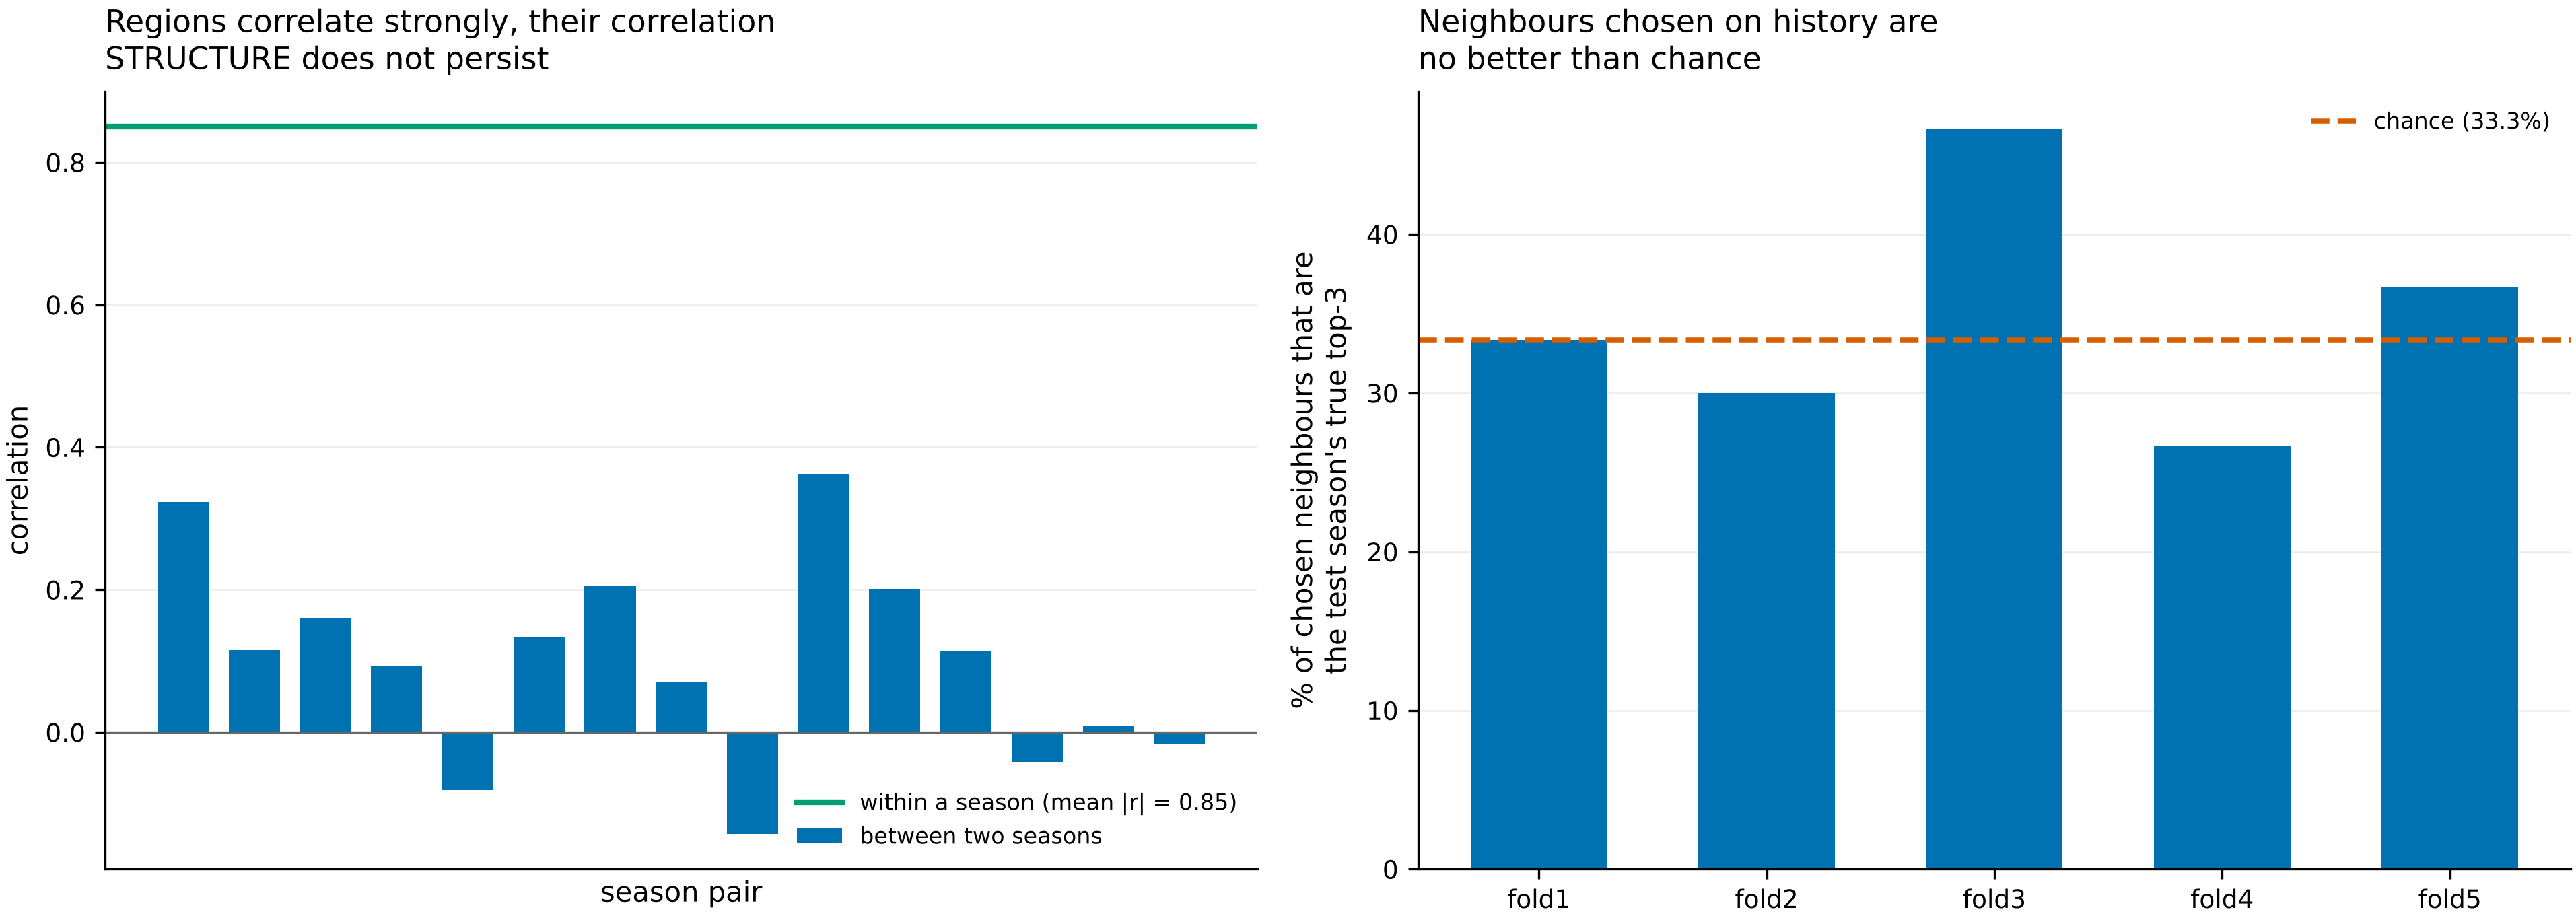 Regions correlate strongly, their correlation
STRUCTURE does not persist
correlation
0.8
0.6
0.4
0.2
0.0
within a season (mean |r| = 0.85)
between two seasons
season pair
Neighbours chosen on history are
no better than chance
% of chosen neighbours that are
the test season's true top-3
40
30
20
10
0
chance (33.3%)
fold1
fold2
fold3
fold4
fold5